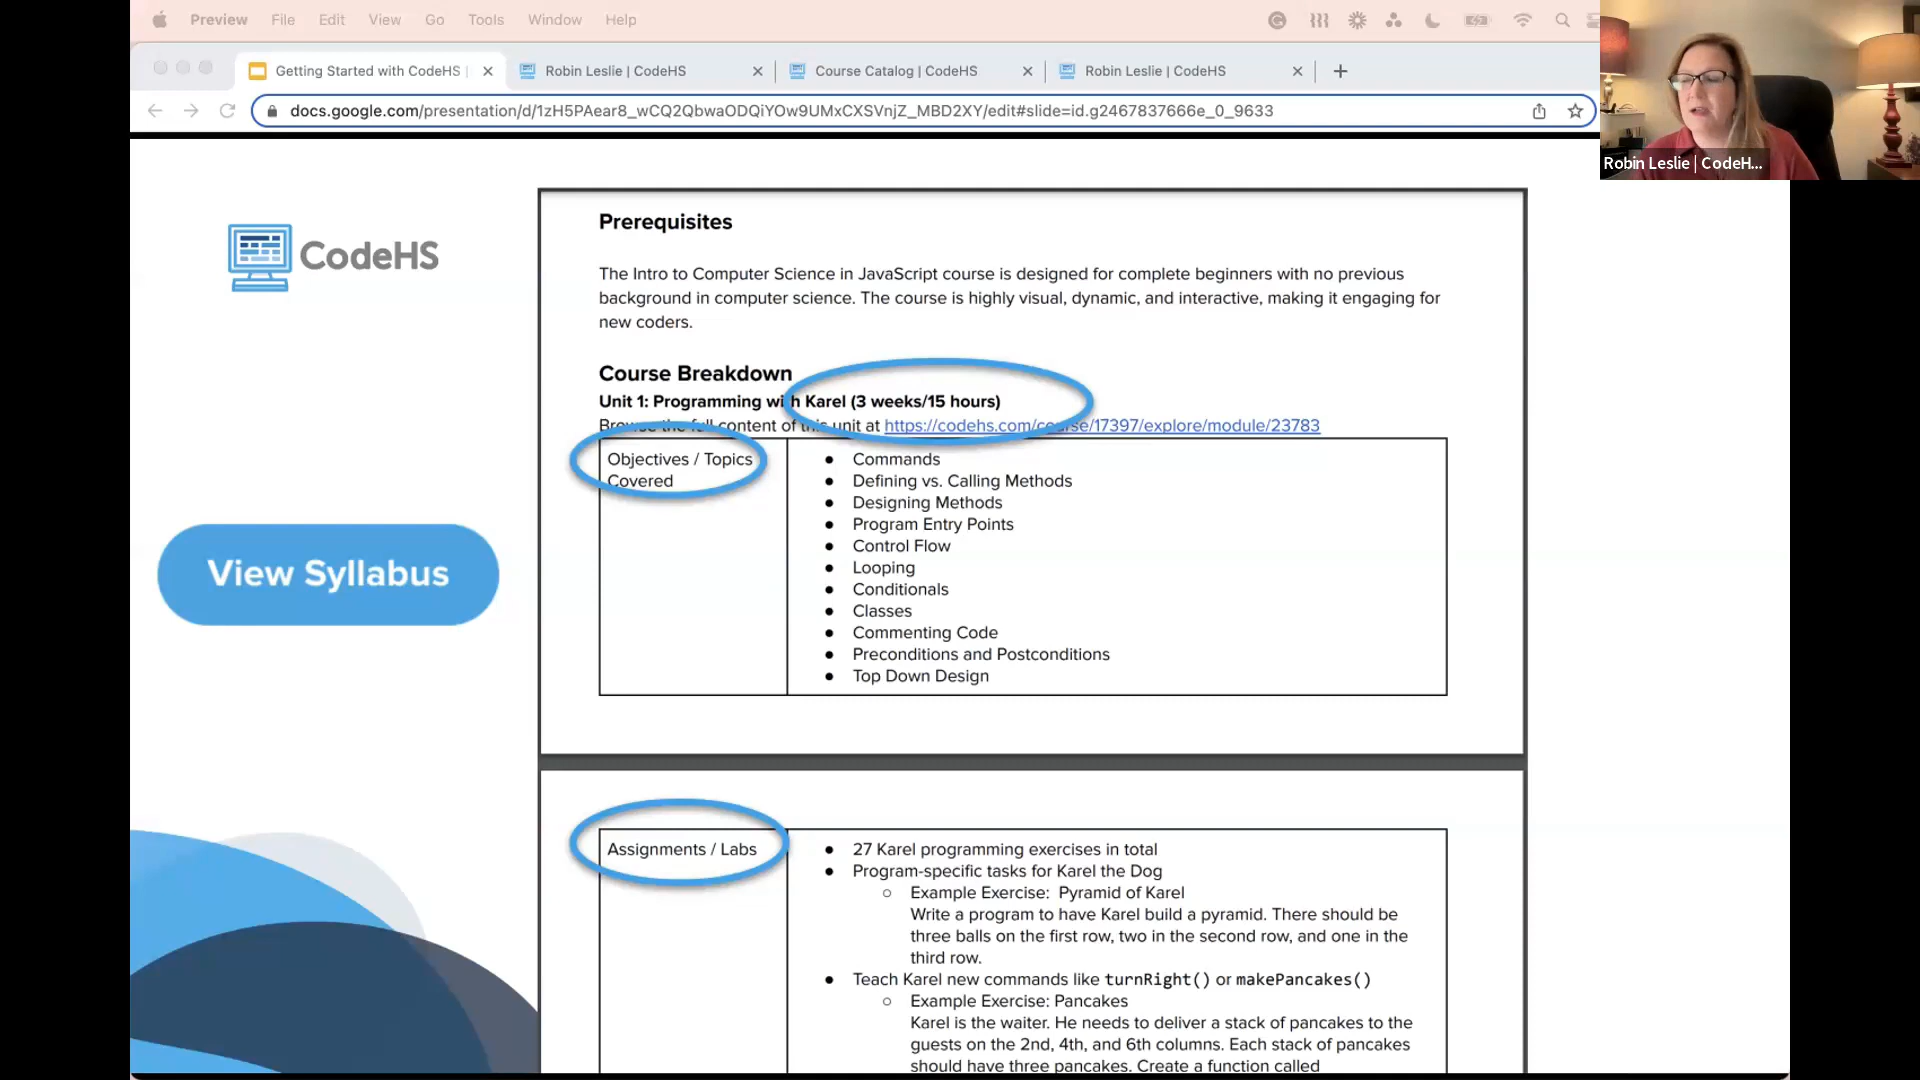 Preview File Edit View Go Tools Window Help
Getting Started with CodeHS |
Robin Leslie | CodeHS
Course Catalog | CodeHS
Robin Leslie | CodeHS
docs.google.com/presentation/d/1zH5PAear8_wCQ2QbwaODQiYOw9UMxCXSVnjZ_MBD2XY/edit#slide=id.g2467837666e_0_9633
Robin Leslie | CodeH...
CodeHS
View Syllabus
Prerequisites
The Intro to Computer Science in JavaScript course is designed for complete beginners with no previous
background in computer science. The course is highly visual, dynamic, and interactive, making it engaging for
new coders.
Course Breakdown
Unit 1: Programming with Karel (3 weeks/15 hours)
Browse the full content of this unit at https://codehs.com/course/17397/explore/module/23783
Objectives / Topics
Covered
● Commands
● Defining vs. Calling Methods
● Designing Methods
● Program Entry Points
● Control Flow
● Looping
● Conditionals
● Classes
● Commenting Code
● Preconditions and Postconditions
● Top Down Design
Assignments / Labs
● 27 Karel programming exercises in total
● Program-specific tasks for Karel the Dog
○ Example Exercise: Pyramid of Karel
Write a program to have Karel build a pyramid. There should be
three balls on the first row, two in the second row, and one in the
third row.
● Teach Karel new commands like turnRight() or makePancakes()
○ Example Exercise: Pancakes
Karel is the waiter. He needs to deliver a stack of pancakes to the
guests on the 2nd, 4th, and 6th columns. Each stack of pancakes
should have three pancakes. Create a function called